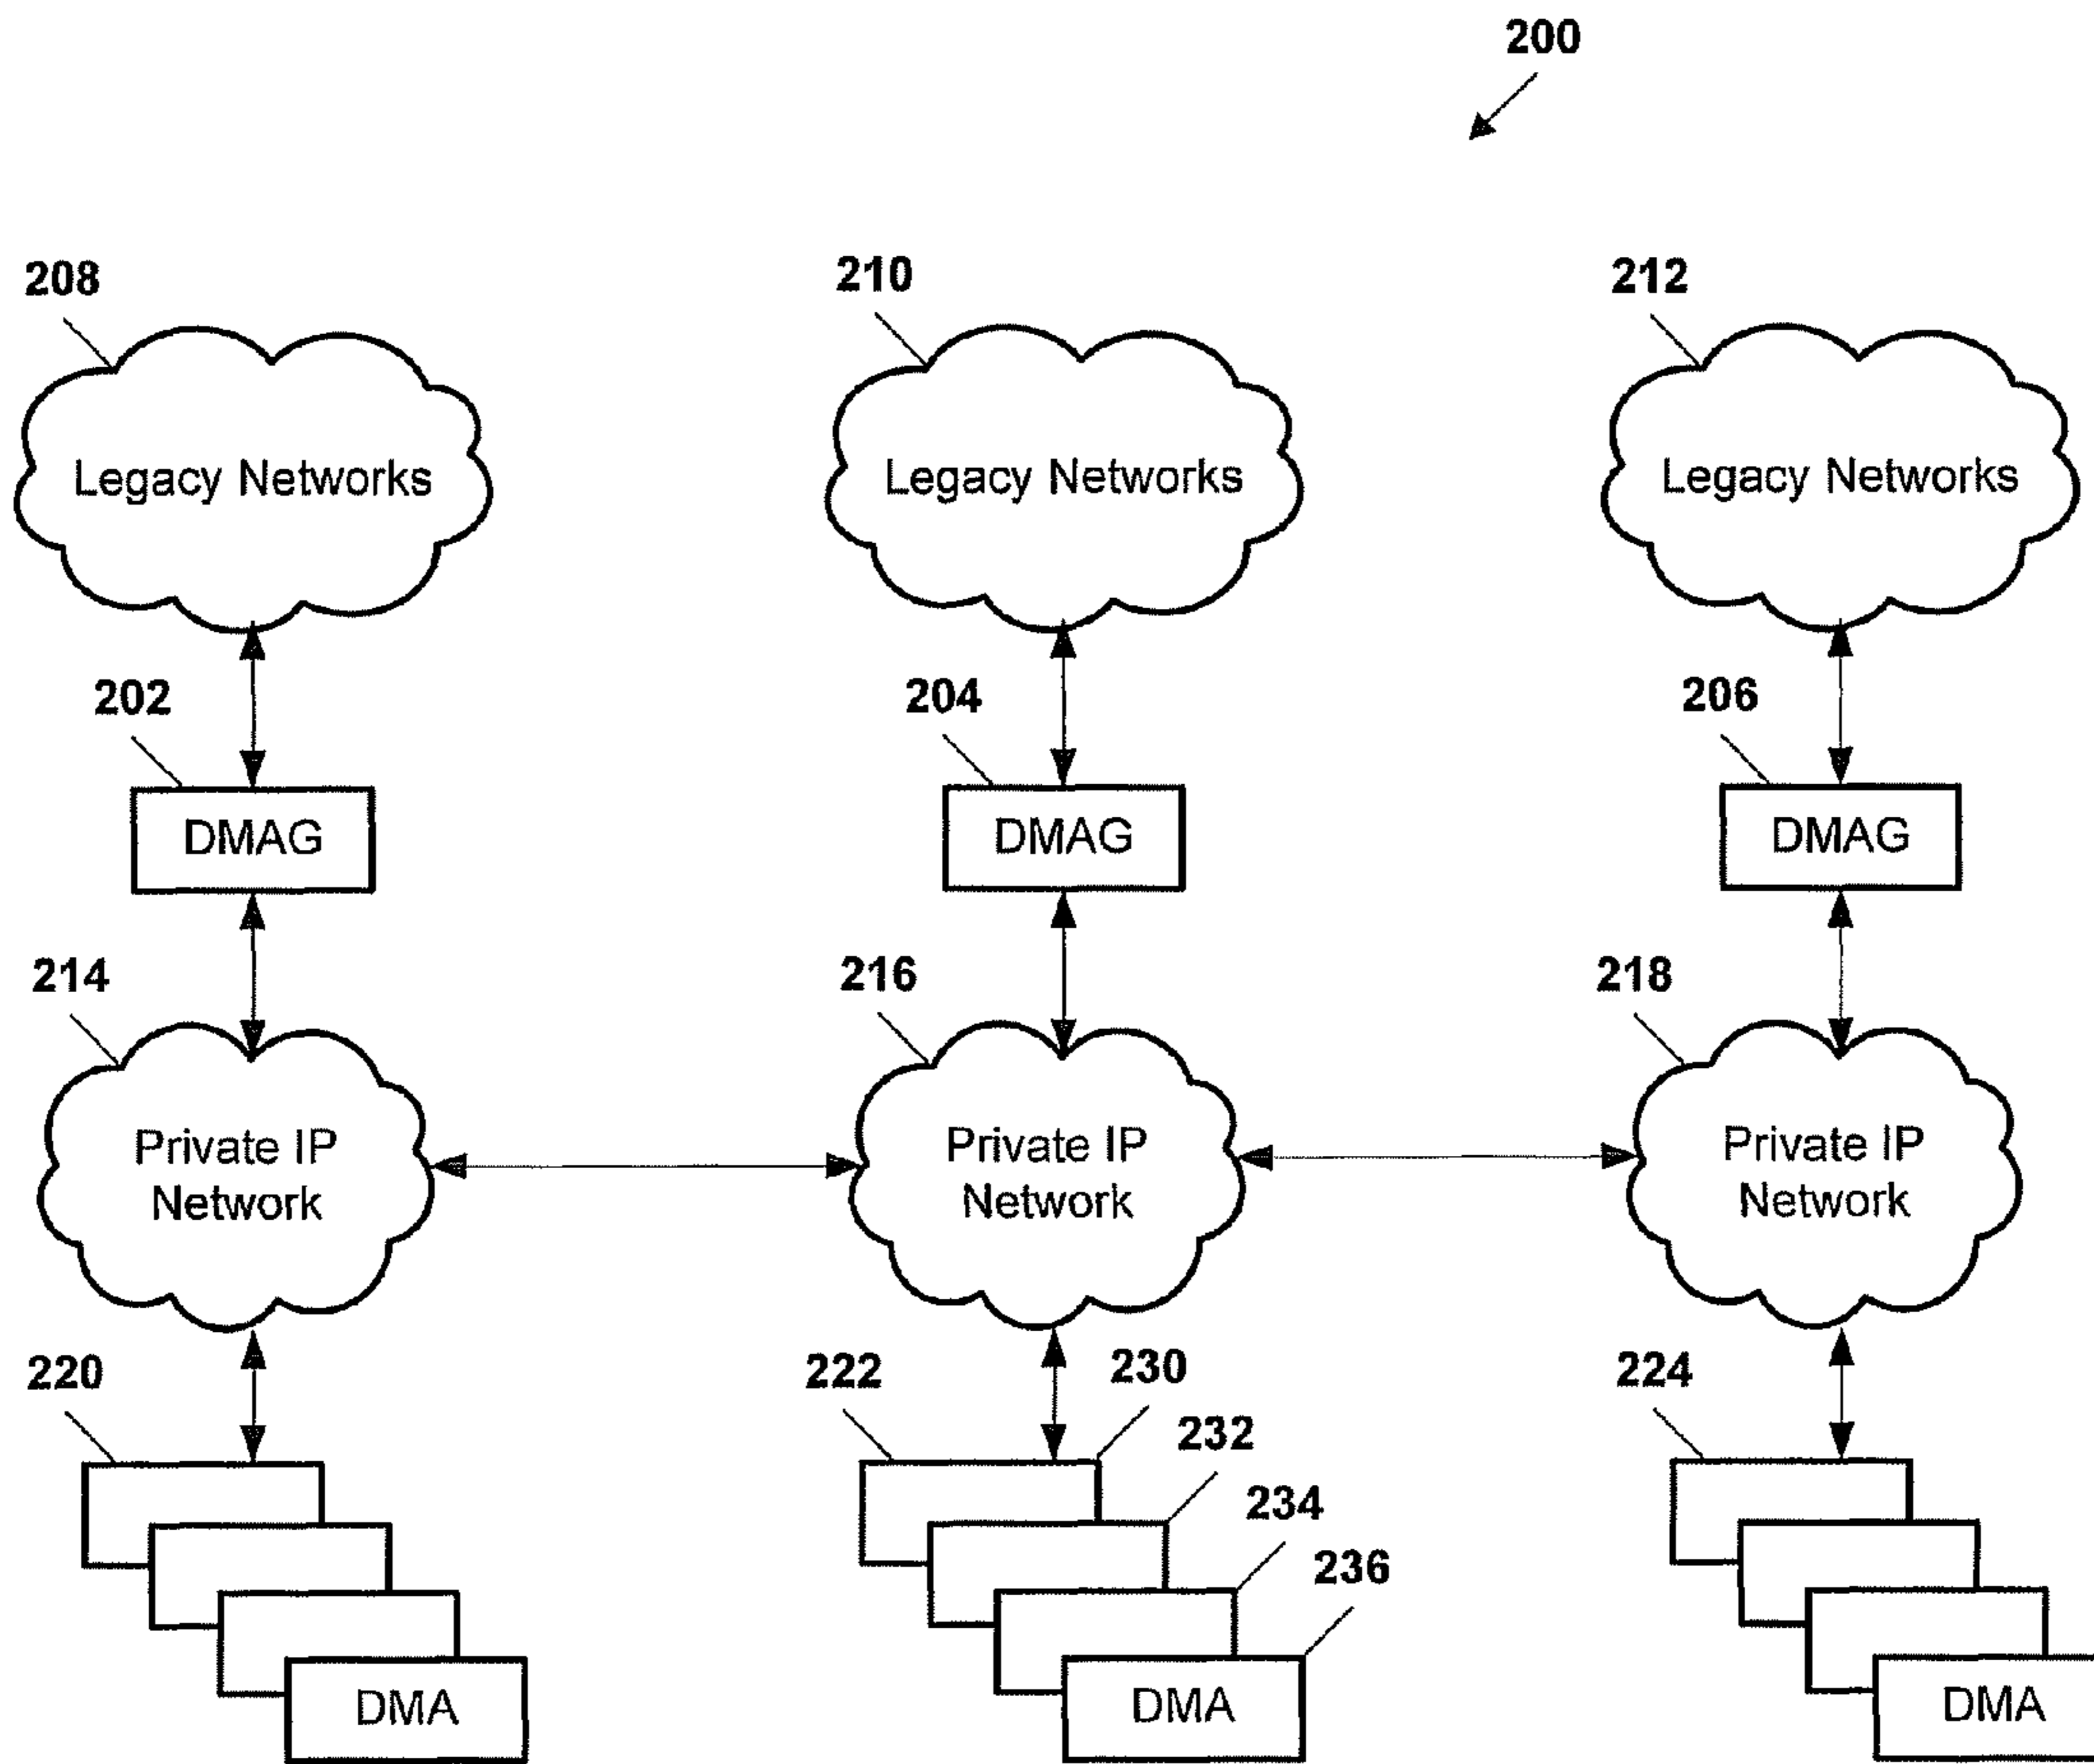 200
208
210
212
Legacy Networks
Legacy Networks
Legacy Networks
202
204
206
DMAG
DMAG
DMAG
214
216
218
Private IP
Network
Private IP
Network
Private IP
Network
220
222
230
224
232
234
236
DMA
DMA
DMA